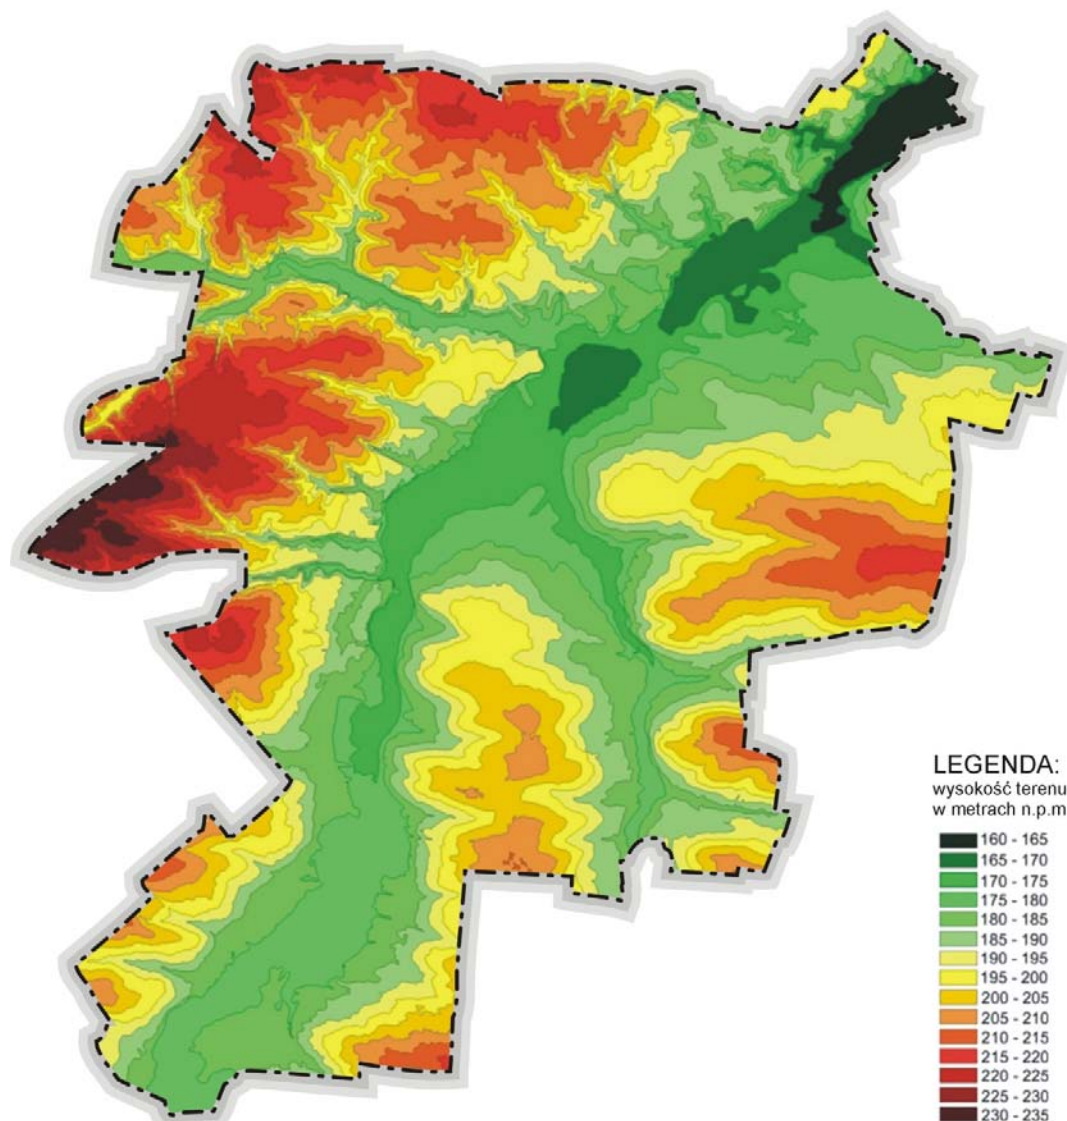 LEGENDA:
wysokość terenu
w metrach n.p.m
160 - 165
165 - 170
170 - 175
175 - 180
180 - 185
185 - 190
190 - 195
195 - 200
200 - 205
205 - 210
210 - 215
215 - 220
220 - 225
225 - 230
230 - 235